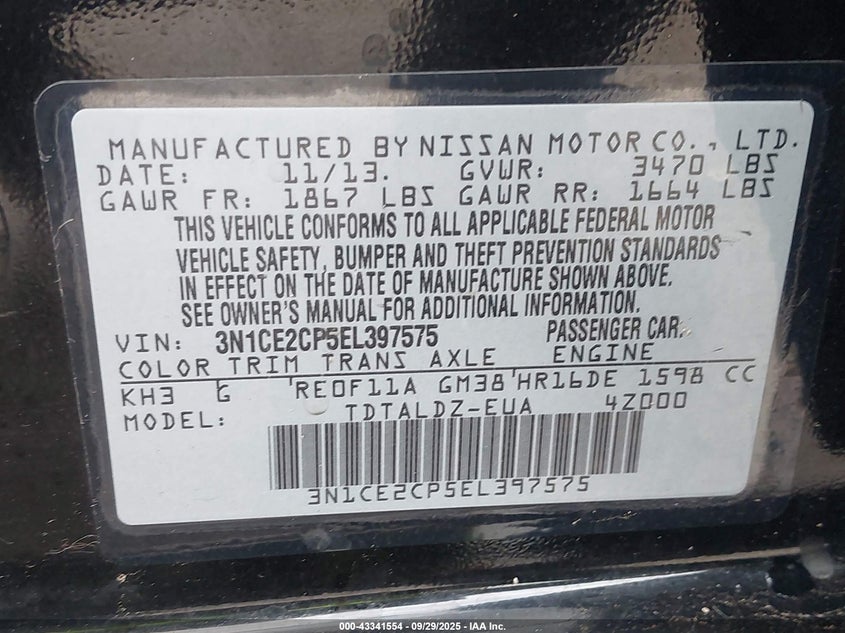 MANUFACTURED BY NISSAN MOTOR CO., LTD.
DATE: 11/13. GVWR: 3470 LBS
GAWR FR: 1867 LBS GAWR RR: 1664 LBS
THIS VEHICLE CONFORMS TO ALL APPLICABLE FEDERAL MOTOR
VEHICLE SAFETY, BUMPER AND THEFT PREVENTION STANDARDS
IN EFFECT ON THE DATE OF MANUFACTURE SHOWN ABOVE.
SEE OWNER'S MANUAL FOR ADDITIONAL INFORMATION.
VIN: 3N1CE2CP5EL397575 PASSENGER CAR
COLOR TRIM TRANS AXLE ENGINE
KH3 G RE0F11A GM38 HR16DE 1598 CC
MODEL: TDTALDZ-EUA 4Z000
3N1CE2CP5EL397575
000-43341554 - 09/29/2025 - IAA Inc.